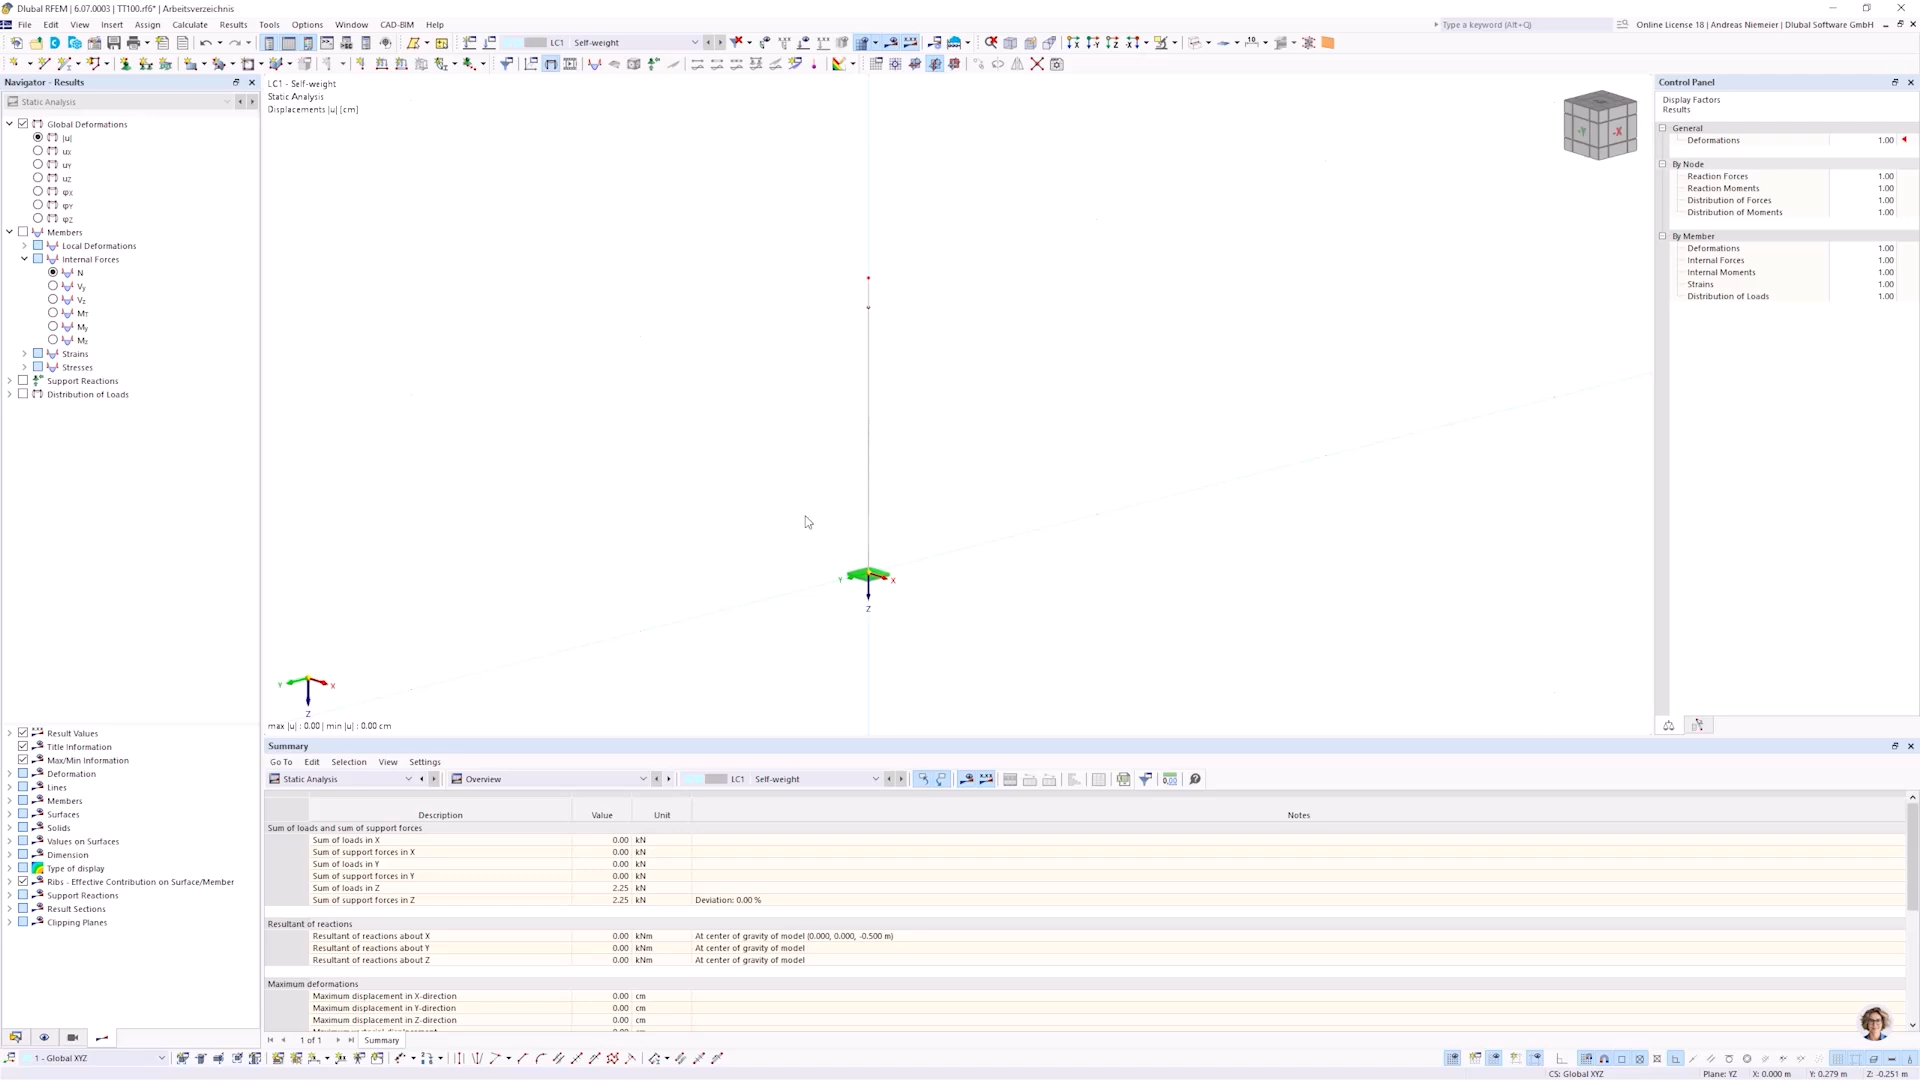 Dlubal RFEM | 6.07.0003 | TT100.rf6* | Arbeitsverzeichnis
File Edit View Insert Assign Calculate Results Tools Options Window CAD-BIM Help
Type a keyword (Alt+Q)
Online License 18 | Andreas Niemeier | Dlubal Software GmbH
LC1 Self-weight
Navigator - Results
Static Analysis
Global Deformations
|u|
uX
uY
uZ
φX
φY
φZ
Members
Local Deformations
Internal Forces
N
Vy
Vz
MT
My
Mz
Strains
Stresses
Support Reactions
Distribution of Loads
Result Values
Title Information
Max/Min Information
Deformation
Lines
Members
Surfaces
Solids
Values on Surfaces
Dimension
Type of display
Ribs - Effective Contribution on Surface/Member
Support Reactions
Result Sections
Clipping Planes
LC1 - Self-weight
Static Analysis
Displacements |u| [cm]
-Y -X
Y X
Z
Y X
Z
max |u| : 0.00 | min |u| : 0.00 cm
Control Panel
Display Factors
Results
General
Deformations 1.00
By Node
Reaction Forces 1.00
Reaction Moments 1.00
Distribution of Forces 1.00
Distribution of Moments 1.00
By Member
Deformations 1.00
Internal Forces 1.00
Internal Moments 1.00
Strains 1.00
Distribution of Loads 1.00
Summary
Go To Edit Selection View Settings
Static Analysis Overview LC1 Self-weight
Description Value Unit Notes
Sum of loads and sum of support forces
Sum of loads in X 0.00 kN
Sum of support forces in X 0.00 kN
Sum of loads in Y 0.00 kN
Sum of support forces in Y 0.00 kN
Sum of loads in Z 2.25 kN
Sum of support forces in Z 2.25 kN Deviation: 0.00 %
Resultant of reactions
Resultant of reactions about X 0.00 kNm At center of gravity of model (0.000, 0.000, -0.500 m)
Resultant of reactions about Y 0.00 kNm At center of gravity of model
Resultant of reactions about Z 0.00 kNm At center of gravity of model
Maximum deformations
Maximum displacement in X-direction 0.00 cm
Maximum displacement in Y-direction 0.00 cm
Maximum displacement in Z-direction 0.00 cm
1 of 1 Summary
1 - Global XYZ
CS: Global XYZ Plane: YZ X: 0.000 m Y: 0.279 m Z: -0.251 m